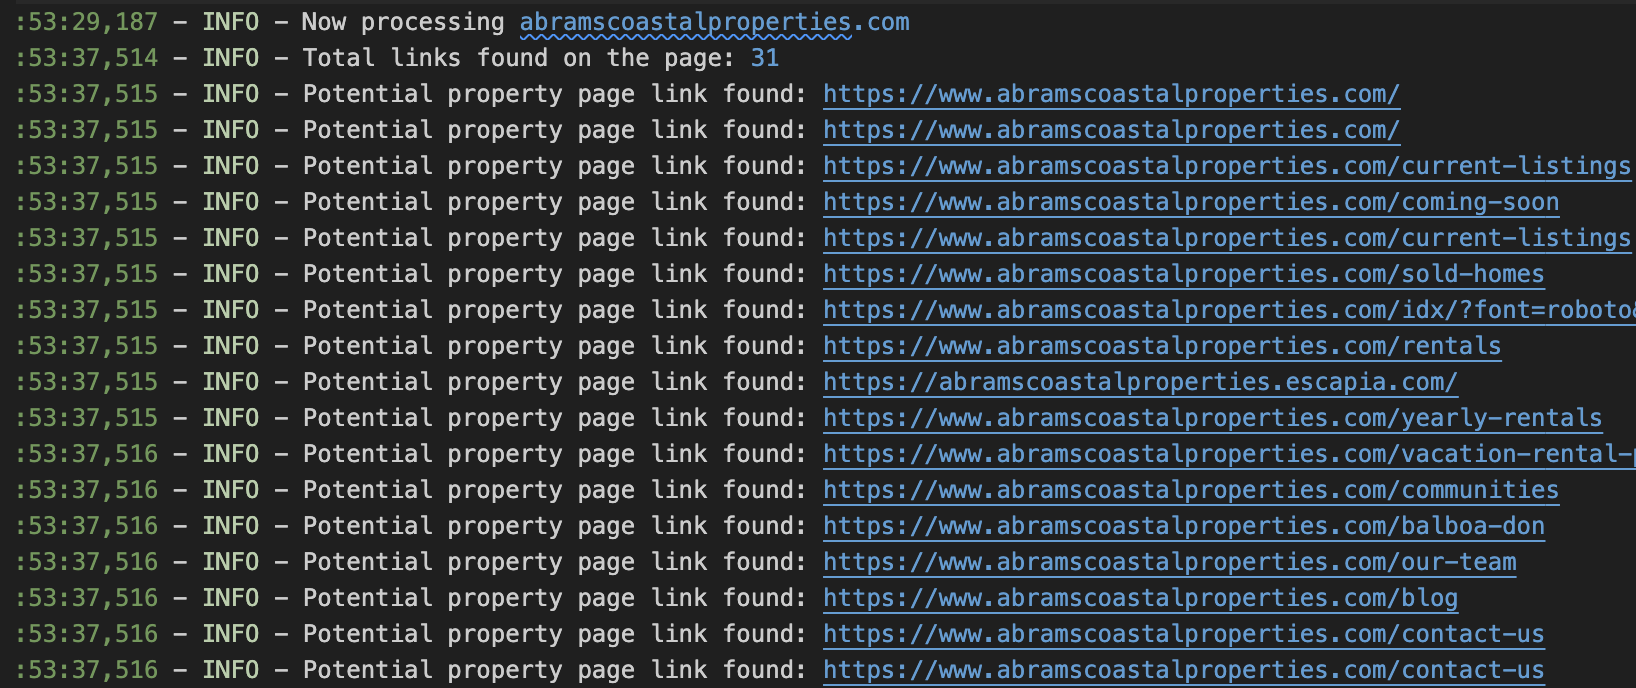 :53:29,187 – INFO – Now processing abramscoastalproperties.com
:53:37,514 – INFO – Total links found on the page: 31
:53:37,515 – INFO – Potential property page link found: https://www.abramscoastalproperties.com/
:53:37,515 – INFO – Potential property page link found: https://www.abramscoastalproperties.com/
:53:37,515 – INFO – Potential property page link found: https://www.abramscoastalproperties.com/current-listings
:53:37,515 – INFO – Potential property page link found: https://www.abramscoastalproperties.com/coming-soon
:53:37,515 – INFO – Potential property page link found: https://www.abramscoastalproperties.com/current-listings
:53:37,515 – INFO – Potential property page link found: https://www.abramscoastalproperties.com/sold-homes
:53:37,515 – INFO – Potential property page link found: https://www.abramscoastalproperties.com/idx/?font=roboto&
:53:37,515 – INFO – Potential property page link found: https://www.abramscoastalproperties.com/rentals
:53:37,515 – INFO – Potential property page link found: https://abramscoastalproperties.escapia.com/
:53:37,515 – INFO – Potential property page link found: https://www.abramscoastalproperties.com/yearly-rentals
:53:37,516 – INFO – Potential property page link found: https://www.abramscoastalproperties.com/vacation-rental-p
:53:37,516 – INFO – Potential property page link found: https://www.abramscoastalproperties.com/communities
:53:37,516 – INFO – Potential property page link found: https://www.abramscoastalproperties.com/balboa-don
:53:37,516 – INFO – Potential property page link found: https://www.abramscoastalproperties.com/our-team
:53:37,516 – INFO – Potential property page link found: https://www.abramscoastalproperties.com/blog
:53:37,516 – INFO – Potential property page link found: https://www.abramscoastalproperties.com/contact-us
:53:37,516 – INFO – Potential property page link found: https://www.abramscoastalproperties.com/contact-us